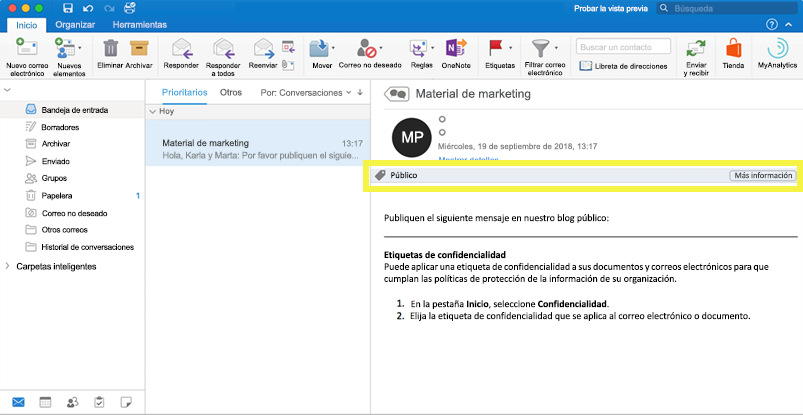 Probar la vista previa
Búsqueda
Inicio
Organizar
Herramientas
Nuevo correo
electrónico
Nuevos
elementos
Eliminar
Archivar
Responder
Responder
a todos
Reenviar
Mover
Correo no deseado
Reglas
OneNote
Etiquetas
Filtrar correo
electrónico
Buscar un contacto
Libreta de direcciones
Enviar
y recibir
Tienda
MyAnalytics
Bandeja de entrada
Borradores
Archivar
Enviado
Grupos
Papelera 1
Correo no deseado
Otros correos
Historial de conversaciones
Carpetas inteligentes
Prioritarios
Otros
Por: Conversaciones
Hoy
Material de marketing 13:17
Hola, Karla y Marta: Por favor publiquen el siguie...
Material de marketing
MP
Miércoles, 19 de septiembre de 2018, 13:17
Mostrar detalles
Público
Más información
Publiquen el siguiente mensaje en nuestro blog público:
Etiquetas de confidencialidad
Puede aplicar una etiqueta de confidencialidad a sus documentos y correos electrónicos para que
cumplan las políticas de protección de la información de su organización.
1. En la pestaña Inicio, seleccione Confidencialidad.
2. Elija la etiqueta de confidencialidad que se aplica al correo electrónico o documento.